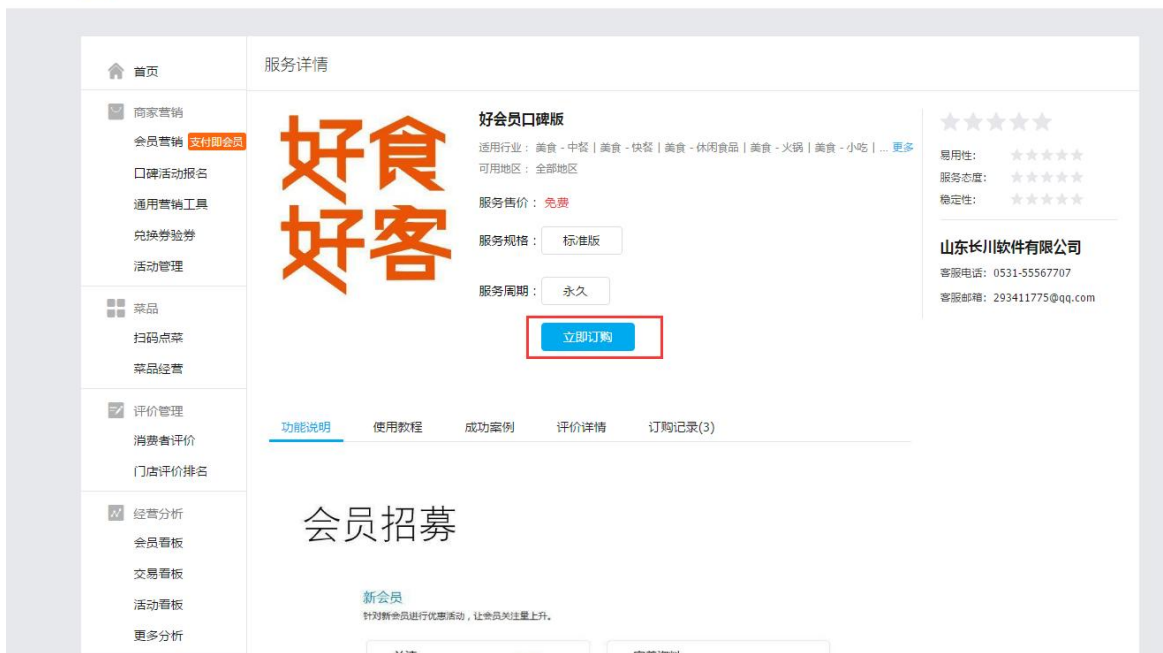 首页
商家营销
会员营销 支付即会员
口碑活动报名
通用营销工具
兑换券验券
活动管理
菜品
扫码点菜
菜品经营
评价管理
消费者评价
门店评价排名
经营分析
会员看板
交易看板
活动看板
更多分析
服务详情
好食
好客
好会员口碑版
适用行业： 美食 - 中餐 | 美食 - 快餐 | 美食 - 休闲食品 | 美食 - 火锅 | 美食 - 小吃 | ... 更多
可用地区： 全部地区
服务售价： 免费
服务规格： 标准版
服务周期： 永久
立即订购
易用性:
服务态度:
稳定性:
山东长川软件有限公司
客服电话: 0531-55567707
客服邮箱: 293411775@qq.com
功能说明 使用教程 成功案例 评价详情 订购记录(3)
会员招募
新会员
针对新会员进行优惠活动，让会员关注量上升。